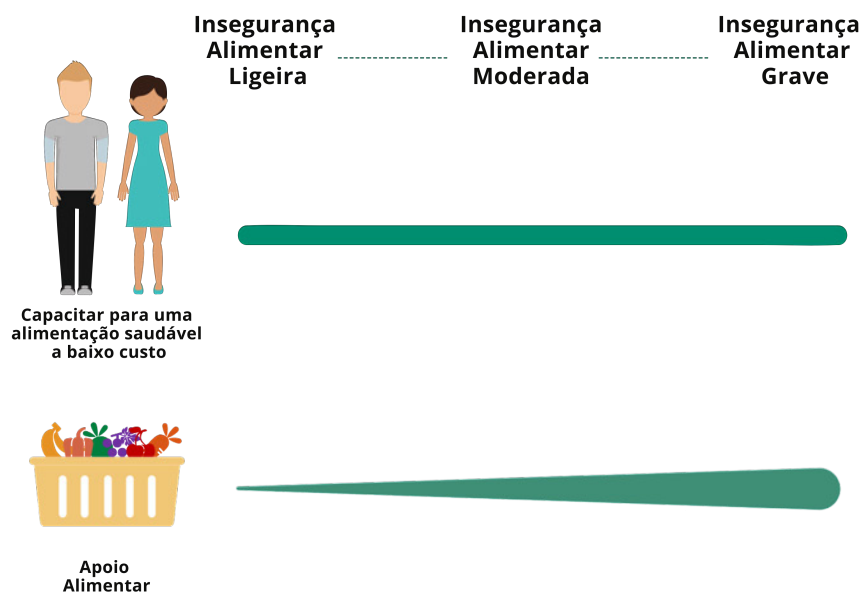 Insegurança
Alimentar
Ligeira
Insegurança
Alimentar
Moderada
Insegurança
Alimentar
Grave
Capacitar para uma
alimentação saudável
a baixo custo
Apoio
Alimentar